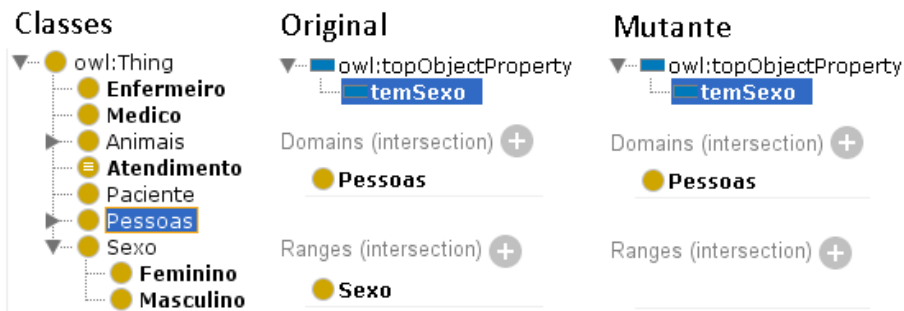 Classes
owl:Thing
Enfermeiro
Medico
Animais
Atendimento
Paciente
Pessoas
Sexo
Feminino
Masculino
Original
owl:topObjectProperty
temSexo
Domains (intersection)
Pessoas
Ranges (intersection)
Sexo
Mutante
owl:topObjectProperty
temSexo
Domains (intersection)
Pessoas
Ranges (intersection)